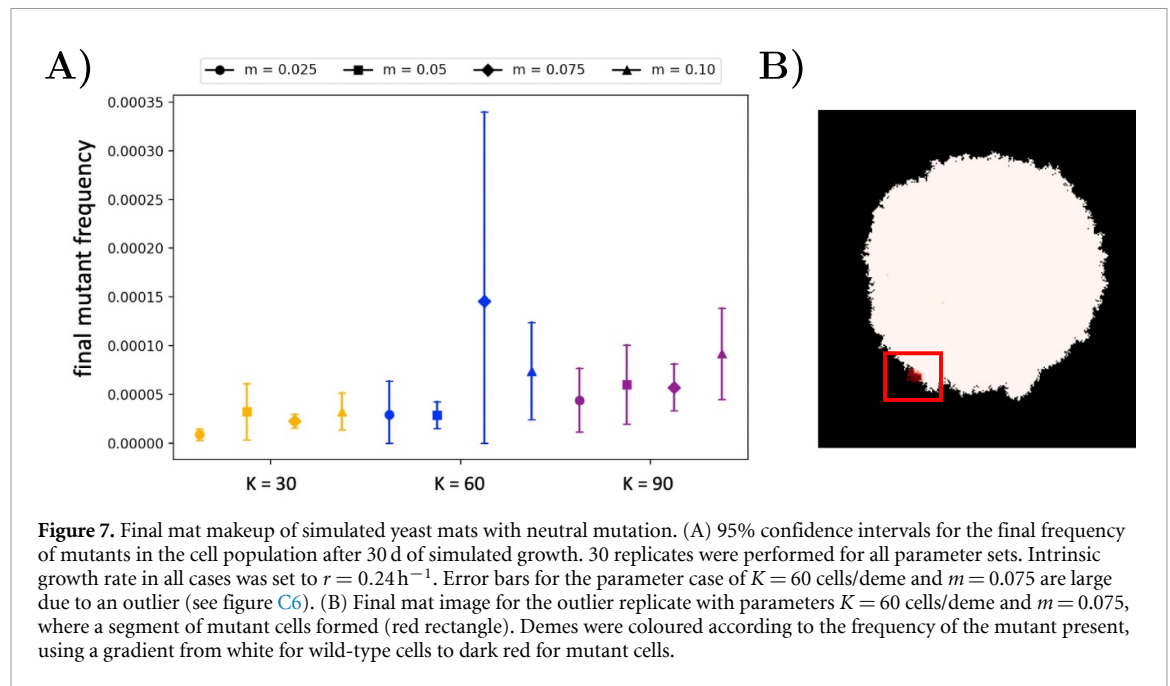 A)
B)
m = 0.025 m = 0.05 m = 0.075 m = 0.10
final mutant frequency
0.00035
0.00030
0.00025
0.00020
0.00015
0.00010
0.00005
0.00000
K = 30 K = 60 K = 90
Figure 7. Final mat makeup of simulated yeast mats with neutral mutation. (A) 95% confidence intervals for the final frequency
of mutants in the cell population after 30 d of simulated growth. 30 replicates were performed for all parameter sets. Intrinsic
growth rate in all cases was set to r = 0.24 h⁻¹. Error bars for the parameter case of K = 60 cells/deme and m = 0.075 are large
due to an outlier (see figure C6). (B) Final mat image for the outlier replicate with parameters K = 60 cells/deme and m = 0.075,
where a segment of mutant cells formed (red rectangle). Demes were coloured according to the frequency of the mutant present,
using a gradient from white for wild-type cells to dark red for mutant cells.